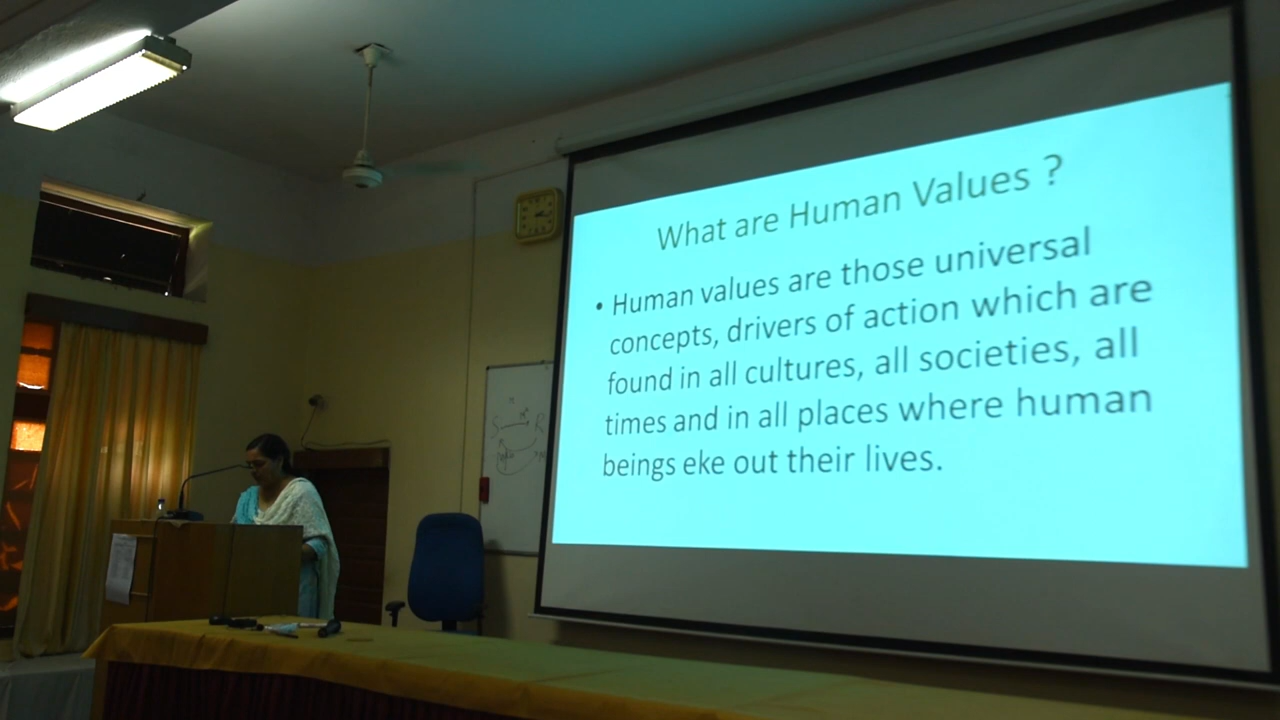 What are Human Values ?
• Human values are those universal
concepts, drivers of action which are
found in all cultures, all societies, all
times and in all places where human
beings eke out their lives.